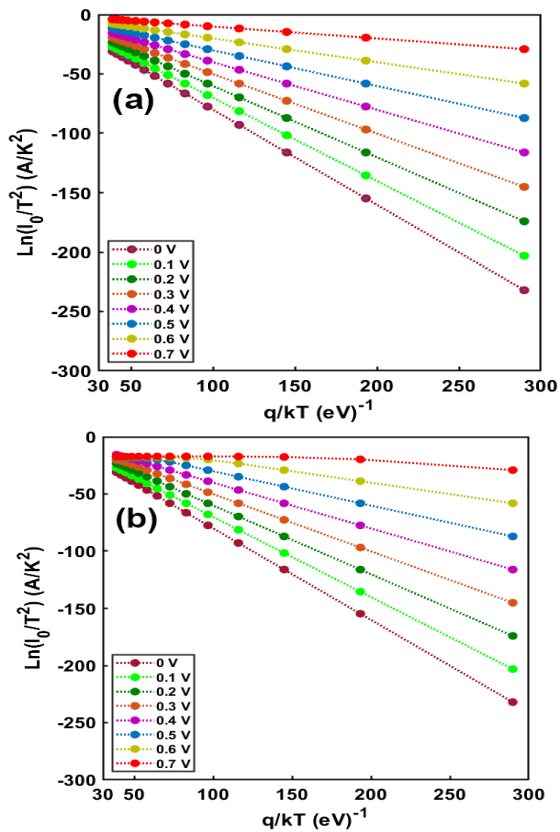 0
-50
-100
-150
-200
-250
-300
Ln(I0/T2) (A/K2)
(a)
0 V
0.1 V
0.2 V
0.3 V
0.4 V
0.5 V
0.6 V
0.7 V
30 50 100 150 200 250 300
q/kT (eV)-1
0
-50
-100
-150
-200
-250
-300
Ln(I0/T2) (A/K2)
(b)
0 V
0.1 V
0.2 V
0.3 V
0.4 V
0.5 V
0.6 V
0.7 V
30 50 100 150 200 250 300
q/kT (eV)-1